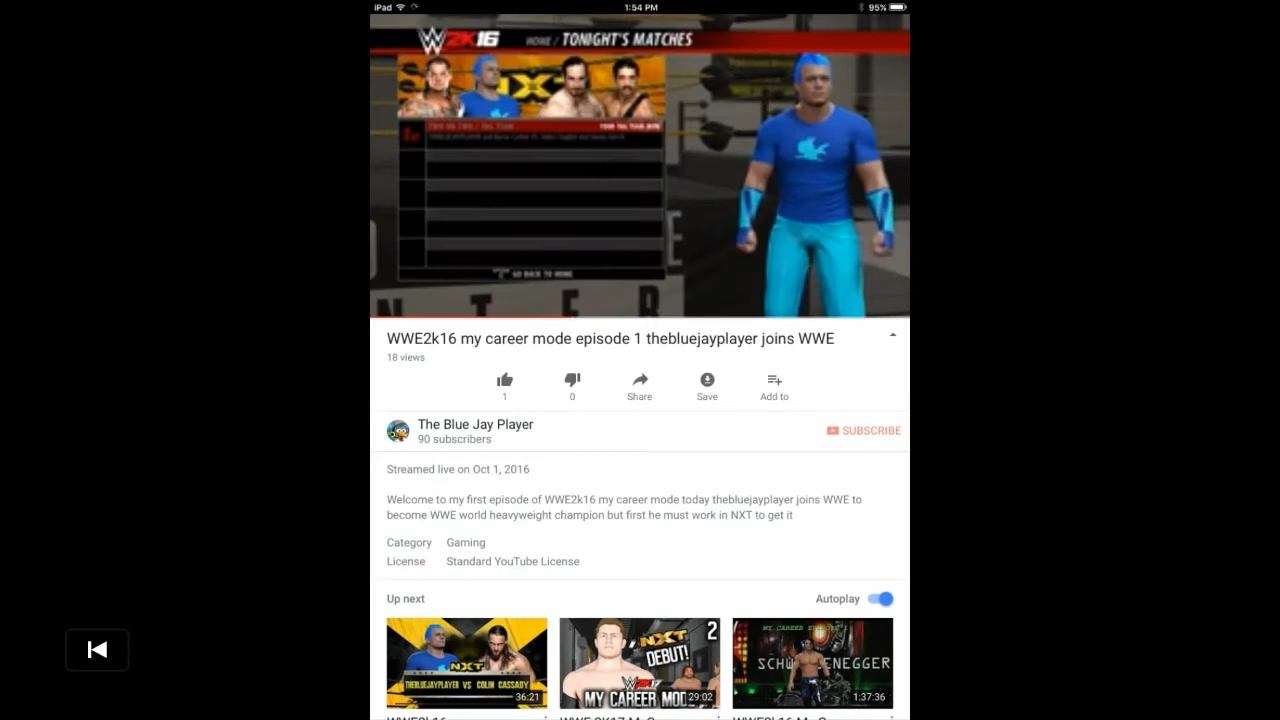 iPad
1:54 PM
95%
W 2K16 HOME / TONIGHT'S MATCHES
NXT
GO BACK TO HOME
WWE2k16 my career mode episode 1 thebluejayplayer joins WWE
18 views
1
0
Share
Save
Add to
The Blue Jay Player
90 subscribers
SUBSCRIBE
Streamed live on Oct 1, 2016
Welcome to my first episode of WWE2k16 my career mode today thebluejayplayer joins WWE to
become WWE world heavyweight champion but first he must work in NXT to get it
Category Gaming
License Standard YouTube License
Up next
Autoplay
NXT
THEBLUEJAYPLAYER VS COLIN CASSADY
36:21
2
NXT
DEBUT!
W 2K17
MY CAREER MODE
29:02
SCHW ENEGGER
1:37:36